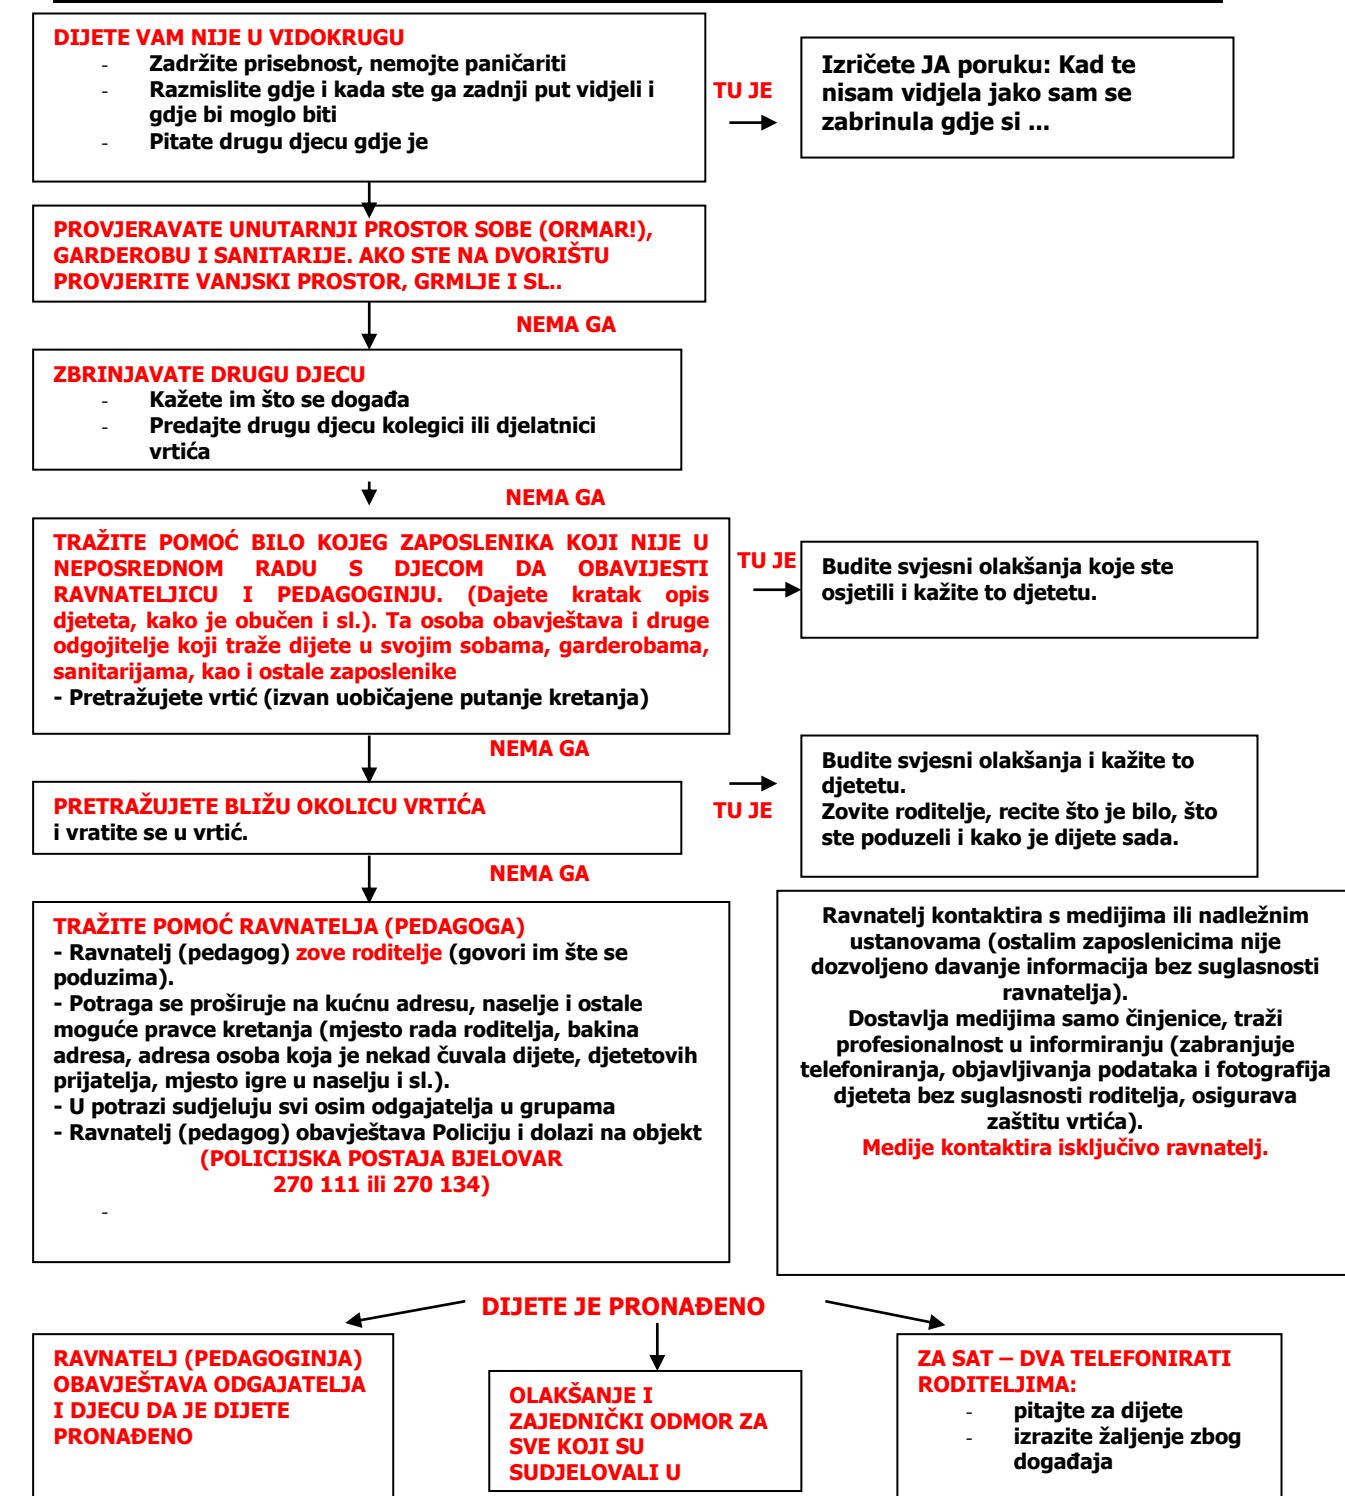 DIJETE VAM NIJE U VIDOKRUGU
- Zadržite prisebnost, nemojte paničariti
- Razmislite gdje i kada ste ga zadnji put vidjeli i
gdje bi moglo biti
- Pitate drugu djecu gdje je
TU JE
Izričete JA poruku: Kad te
nisam vidjela jako sam se
zabrinula gdje si ...
PROVJERAVATE UNUTARNJI PROSTOR SOBE (ORMAR!),
GARDEROBU I SANITARIJE. AKO STE NA DVORIŠTU
PROVJERITE VANJSKI PROSTOR, GRMLJE I SL..
NEMA GA
ZBRINJAVATE DRUGU DJECU
- Kažete im što se događa
- Predajte drugu djecu kolegici ili djelatnici
vrtića
NEMA GA
TRAŽITE POMOĆ BILO KOJEG ZAPOSLENIKA KOJI NIJE U
NEPOSREDNOM RADU S DJECOM DA OBAVIJESTI
RAVNATELJICU I PEDAGOGINJU. (Dajete kratak opis
djeteta, kako je obučen i sl.). Ta osoba obavještava i druge
odgojitelje koji traže dijete u svojim sobama, garderobama,
sanitarijama, kao i ostale zaposlenike
- Pretražujete vrtić (izvan uobičajene putanje kretanja)
TU JE
Budite svjesni olakšanja koje ste
osjetili i kažite to djetetu.
NEMA GA
PRETRAŽUJETE BLIŽU OKOLICU VRTIĆA
i vratite se u vrtić.
TU JE
Budite svjesni olakšanja i kažite to
djetetu.
Zovite roditelje, recite što je bilo, što
ste poduzeli i kako je dijete sada.
NEMA GA
TRAŽITE POMOĆ RAVNATELJA (PEDAGOGA)
- Ravnatelj (pedagog) zove roditelje (govori im šte se
poduzima).
- Potraga se proširuje na kućnu adresu, naselje i ostale
moguće pravce kretanja (mjesto rada roditelja, bakina
adresa, adresa osoba koja je nekad čuvala dijete, djetetovih
prijatelja, mjesto igre u naselju i sl.).
- U potrazi sudjeluju svi osim odgajatelja u grupama
- Ravnatelj (pedagog) obavještava Policiju i dolazi na objekt
(POLICIJSKA POSTAJA BJELOVAR
270 111 ili 270 134)
-
Ravnatelj kontaktira s medijima ili nadležnim
ustanovama (ostalim zaposlenicima nije
dozvoljeno davanje informacija bez suglasnosti
ravnatelja).
Dostavlja medijima samo činjenice, traži
profesionalnost u informiranju (zabranjuje
telefoniranja, objavljivanja podataka i fotografija
djeteta bez suglasnosti roditelja, osigurava
zaštitu vrtića).
Medije kontaktira isključivo ravnatelj.
DIJETE JE PRONAĐENO
RAVNATELJ (PEDAGOGINJA)
OBAVJEŠTAVA ODGAJATELJA
I DJECU DA JE DIJETE
PRONAĐENO
OLAKŠANJE I
ZAJEDNIČKI ODMOR ZA
SVE KOJI SU
SUDJELOVALI U
ZA SAT – DVA TELEFONIRATI
RODITELJIMA:
- pitajte za dijete
- izrazite žaljenje zbog
događaja